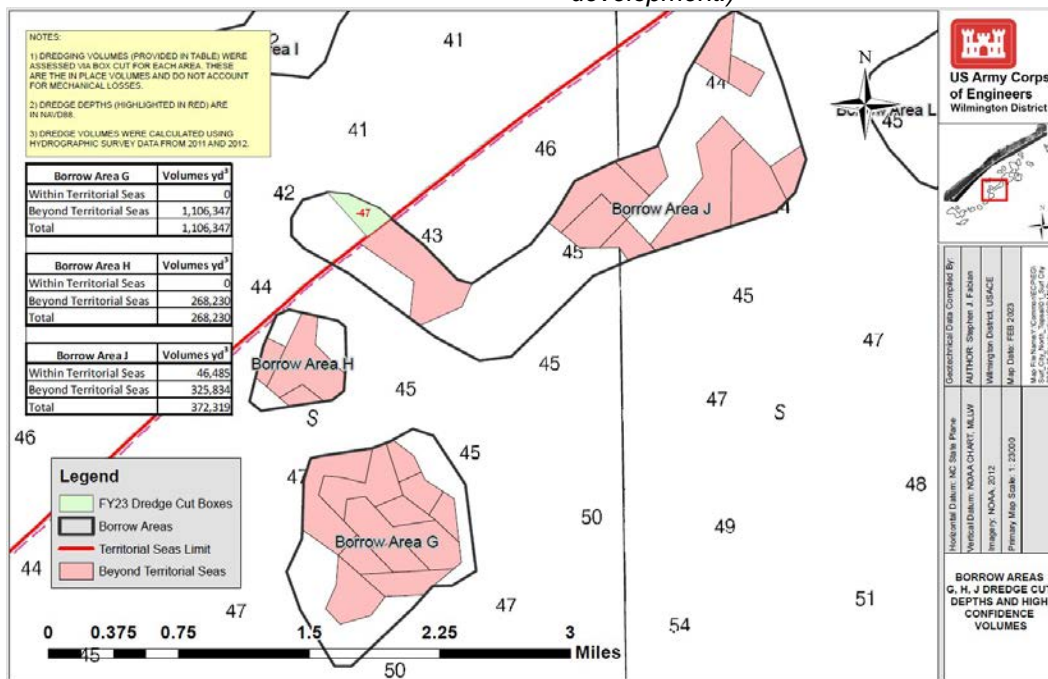 development.)
NOTES:
1) DREDGING VOLUMES (PROVIDED IN TABLE) WERE
ASSESSED VIA BOX CUT FOR EACH AREA. THESE
ARE THE IN PLACE VOLUMES AND DO NOT ACCOUNT
FOR MECHANICAL LOSSES.
2) DREDGE DEPTHS (HIGHLIGHTED IN RED) ARE
IN NAVD88.
3) DREDGE VOLUMES WERE CALCULATED USING
HYDROGRAPHIC SURVEY DATA FROM 2011 AND 2012.
Borrow Area G Volumes yd³
Within Territorial Seas 0
Beyond Territorial Seas 1,106,347
Total 1,106,347
Borrow Area H Volumes yd³
Within Territorial Seas 0
Beyond Territorial Seas 268,230
Total 268,230
Borrow Area J Volumes yd³
Within Territorial Seas 46,485
Beyond Territorial Seas 325,834
Total 372,319
ea I
41
41
42
46
44
-47
43
44
45
Borrow Area J
45
45
47
Borrow Area H
45
45
47
S
S
46
47
45
Borrow Area G
50
49
48
44
47
47
51
54
50
45
N
Borrow Area L
45
Legend
FY23 Dredge Cut Boxes
Borrow Areas
Territorial Seas Limit
Beyond Territorial Seas
0 0.375 0.75 1.5 2.25 3
Miles
US Army Corps
of Engineers
Wilmington District
N
Geotechnical Data Compiled By:
AUTHOR: Stephen J. Fabian
Wilmington District, USACE
Map Date: FEB 2023
Horizontal Datum: NC State Plane
Vertical Datum: NOAA CHART, MLLW
Imagery: NOAA, 2012
Primary Map Scale: 1: 23000
BORROW AREAS
G, H, J DREDGE CUT
DEPTHS AND HIGH
CONFIDENCE
VOLUMES